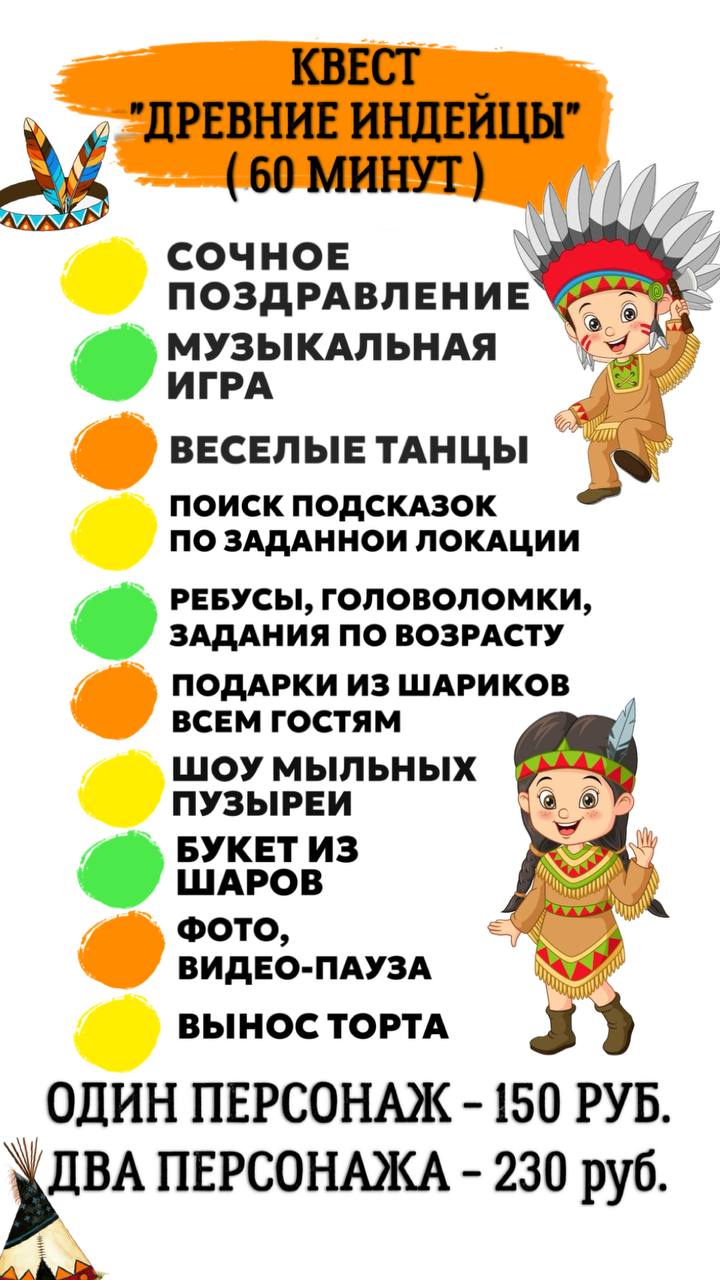 КВЕСТ
"ДРЕВНИЕ ИНДЕЙЦЫ"
( 60 МИНУТ )
СОЧНОЕ
ПОЗДРАВЛЕНИЕ
МУЗЫКАЛЬНАЯ
ИГРА
ВЕСЕЛЫЕ ТАНЦЫ
ПОИСК ПОДСКАЗОК
ПО ЗАДАННОИ ЛОКАЦИИ
РЕБУСЫ, ГОЛОВОЛОМКИ,
ЗАДАНИЯ ПО ВОЗРАСТУ
ПОДАРКИ ИЗ ШАРИКОВ
ВСЕМ ГОСТЯМ
ШОУ МЫЛЬНЫХ
ПУЗЫРЕИ
БУКЕТ ИЗ
ШАРОВ
ФОТО,
ВИДЕО-ПАУЗА
ВЫНОС ТОРТА
ОДИН ПЕРСОНАЖ - 150 РУБ.
ДВА ПЕРСОНАЖА - 230 руб.